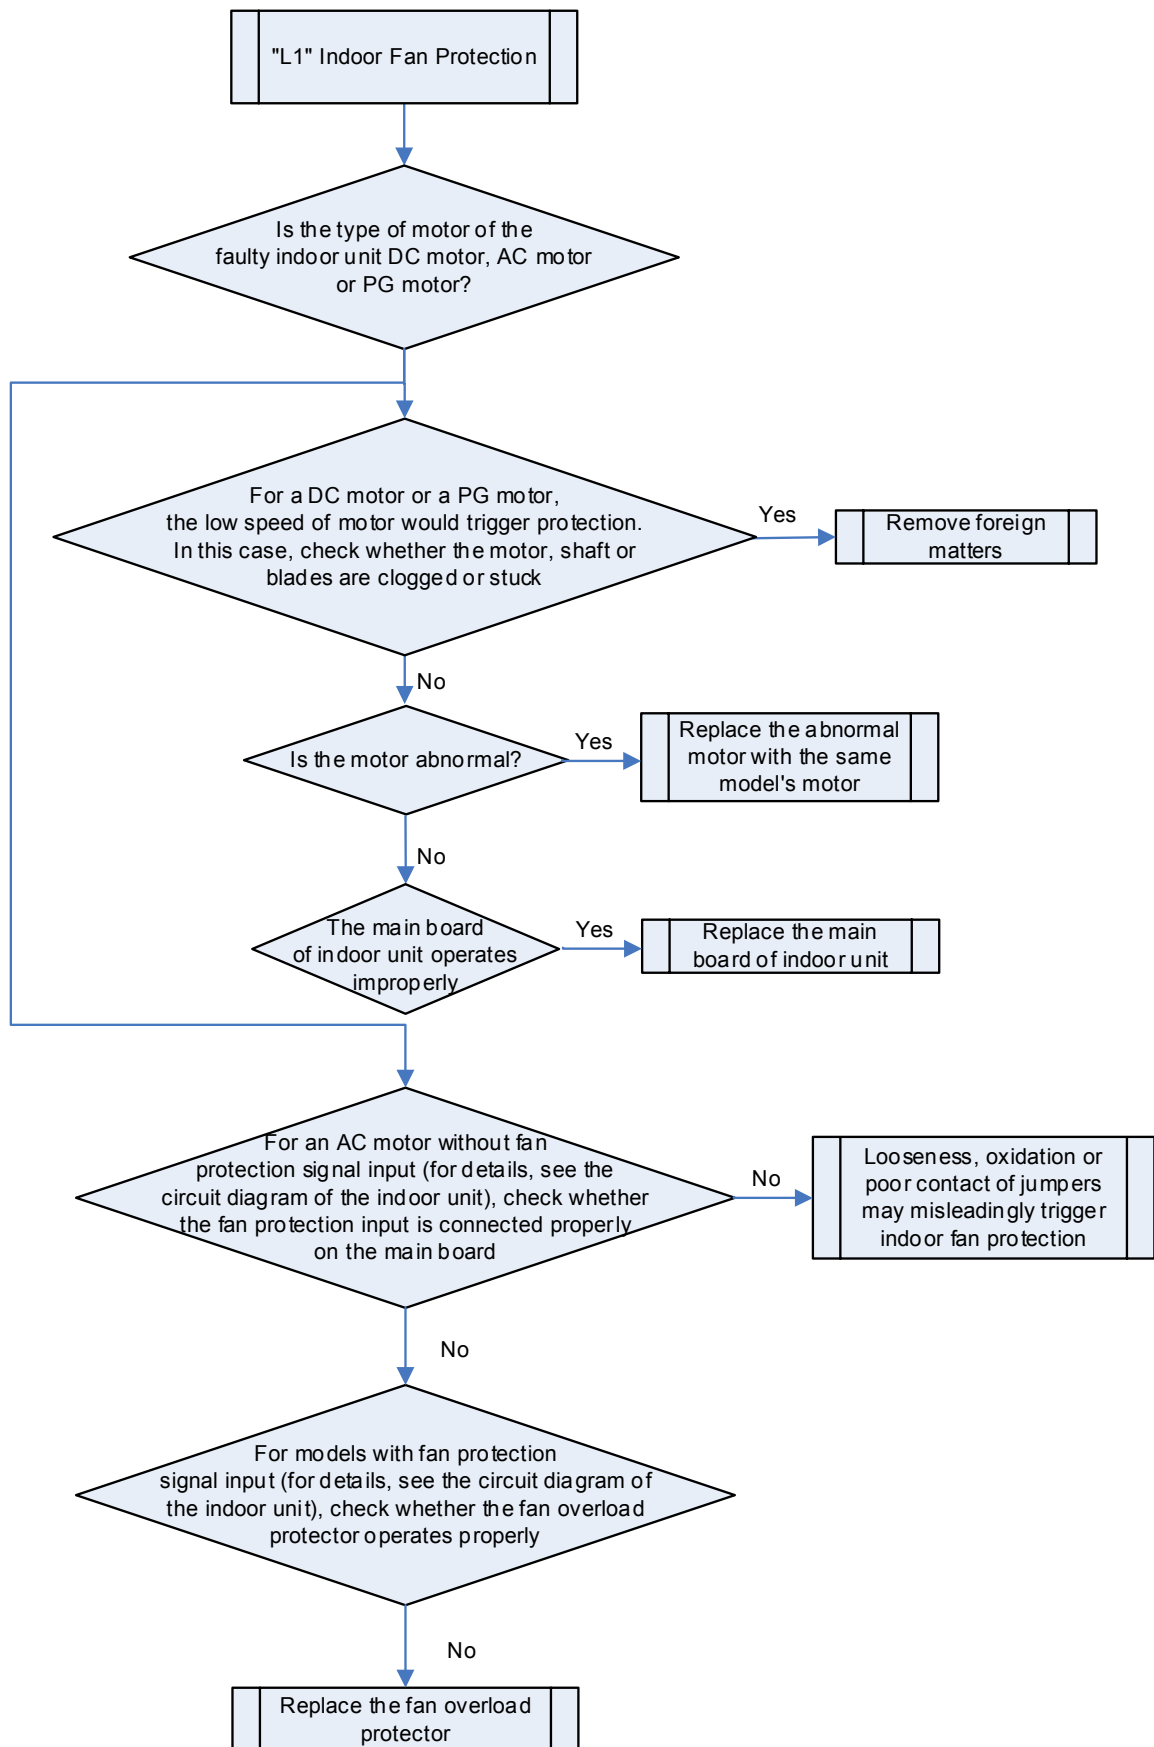 "L1" Indoor Fan Protection
Is the type of motor of the
faulty indoor unit DC motor, AC motor
or PG motor?
For a DC motor or a PG motor,
the low speed of motor would trigger protection.
In this case, check whether the motor, shaft or
blades are clogged or stuck
Yes
Remove foreign
matters
No
Is the motor abnormal?
Yes
Replace the abnormal
motor with the same
model's motor
No
The main board
of indoor unit operates
improperly
Yes
Replace the main
board of indoor unit
For an AC motor without fan
protection signal input (for details, see the
circuit diagram of the indoor unit), check whether
the fan protection input is connected properly
on the main board
No
Looseness, oxidation or
poor contact of jumpers
may misleadingly trigger
indoor fan protection
No
For models with fan protection
signal input (for details, see the circuit diagram of
the indoor unit), check whether the fan overload
protector operates properly
No
Replace the fan overload
protector